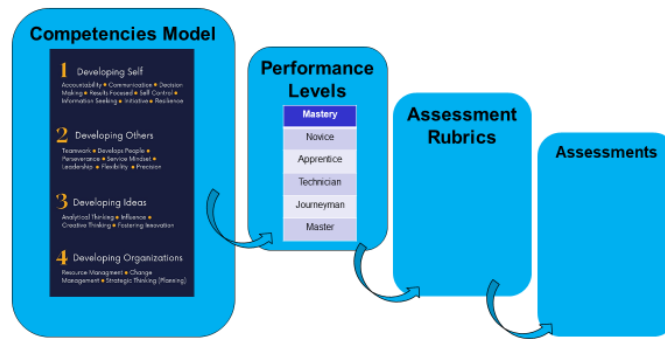 Competencies Model
1 Developing Self
Accountability • Communication • Decision
Making • Results Focused • Self Control •
Information Seeking • Initiative • Resilience
2 Developing Others
Teamwork • Develops People •
Perseverance • Service Mindset •
Leadership • Flexibility • Precision
3 Developing Ideas
Analytical Thinking • Influence •
Creative Thinking • Fostering Innovation
4 Developing Organizations
Resource Managment • Change
Management • Strategic Thinking (Planning)
Performance
Levels
Mastery
Novice
Apprentice
Technician
Journeyman
Master
Assessment
Rubrics
Assessments